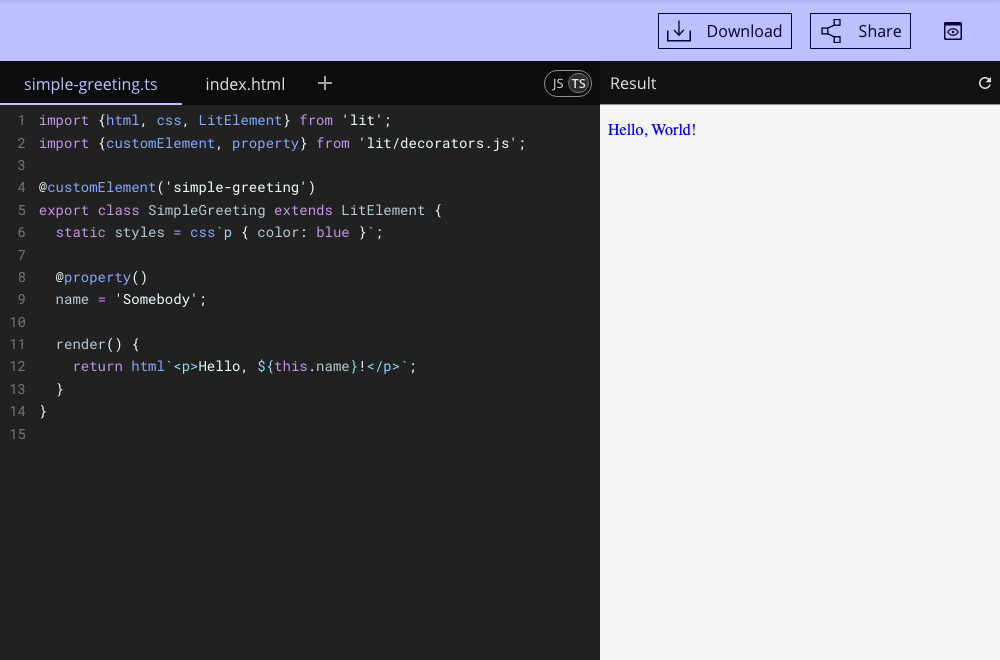 Download Share
simple-greeting.ts index.html + JS TS Result
1 import {html, css, LitElement} from 'lit';
2 import {customElement, property} from 'lit/decorators.js';
3
4 @customElement('simple-greeting')
5 export class SimpleGreeting extends LitElement {
6   static styles = css`p { color: blue }`;
7
8   @property()
9   name = 'Somebody';
10
11   render() {
12     return html`<p>Hello, ${this.name}!</p>`;
13   }
14 }
15
Hello, World!